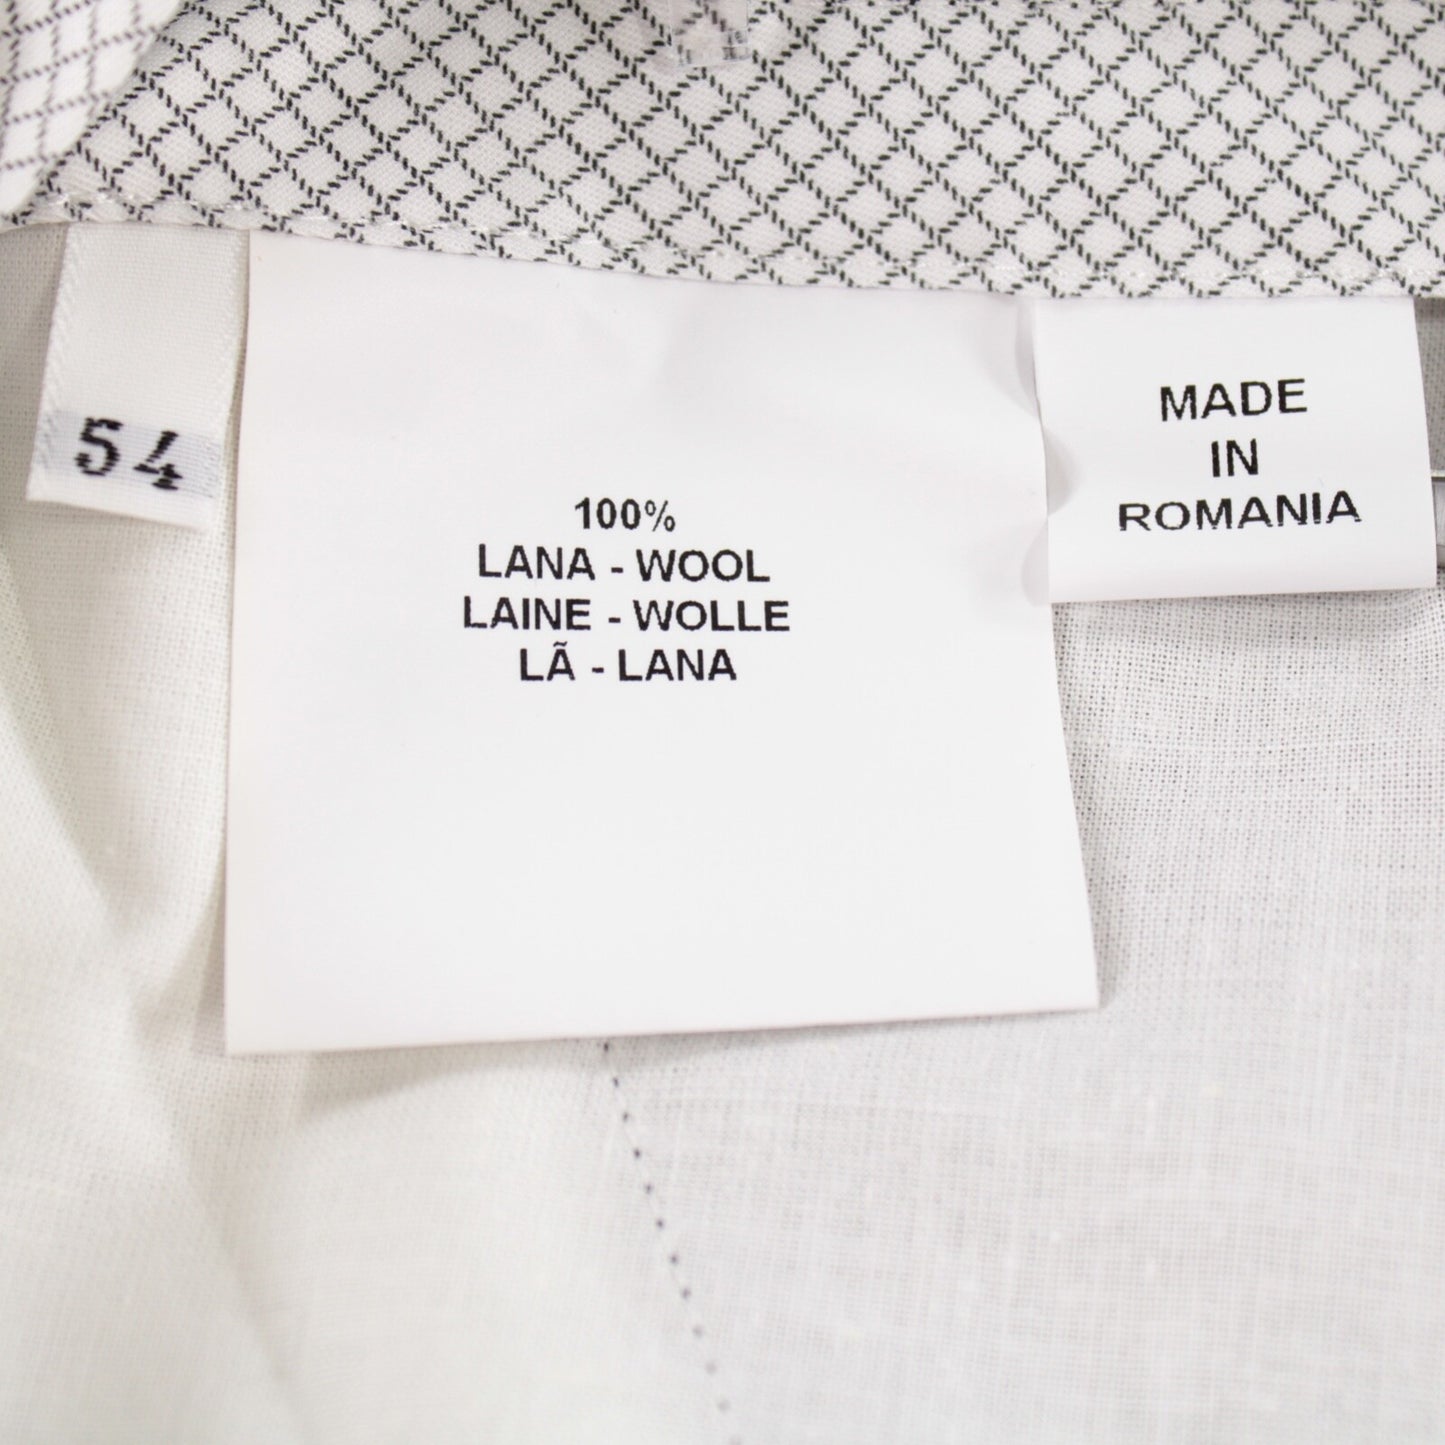 54
100%
LANA - WOOL
LAINE - WOLLE
LÃ - LANA
MADE
IN
ROMANIA